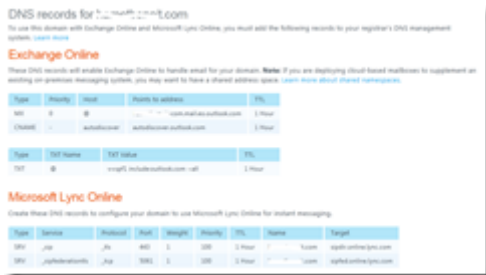 DNS records for .com
To use this domain with Exchange Online and Microsoft Lync Online, you must add the following records to your registrar's DNS management
system. Learn more
Exchange Online
These DNS records will enable Exchange Online to handle email for your domain. Note: If you are deploying cloud-based mailboxes to supplement an
existing on-premises messaging system, you may want to have a shared address space. Learn more about shared namespaces.
Type Priority Host Points to address TTL
MX 0 @ .mail.eo.outlook.com 1 Hour
CNAME - autodiscover autodiscover.outlook.com 1 Hour
Type TXT Name TXT Value TTL
TXT @ v=spf1 include:outlook.com ~all 1 Hour
Microsoft Lync Online
Create these DNS records to configure your domain to use Microsoft Lync Online for instant messaging.
Type Service Protocol Port Weight Priority TTL Name Target
SRV _sip _tls 443 1 100 1 Hour .com sipdir.online.lync.com
SRV _sipfederationtls _tcp 5061 1 100 1 Hour .com sipfed.online.lync.com